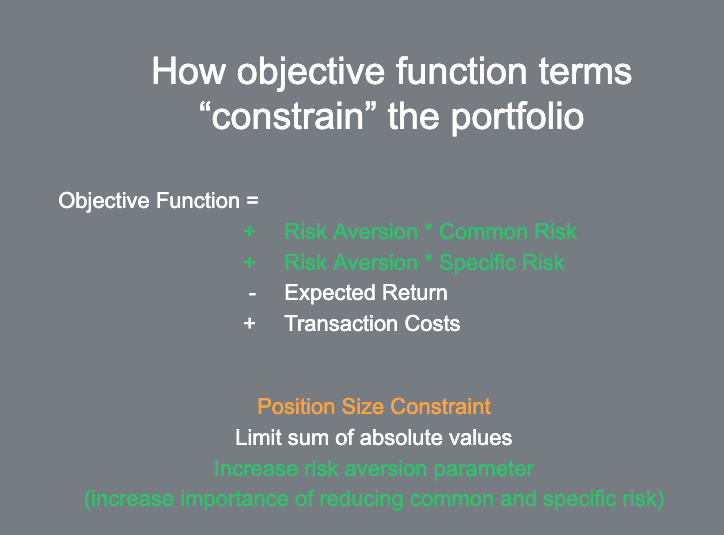 How objective function terms
“constrain” the portfolio
Objective Function =
+ Risk Aversion * Common Risk
+ Risk Aversion * Specific Risk
- Expected Return
+ Transaction Costs
Position Size Constraint
Limit sum of absolute values
Increase risk aversion parameter
(increase importance of reducing common and specific risk)